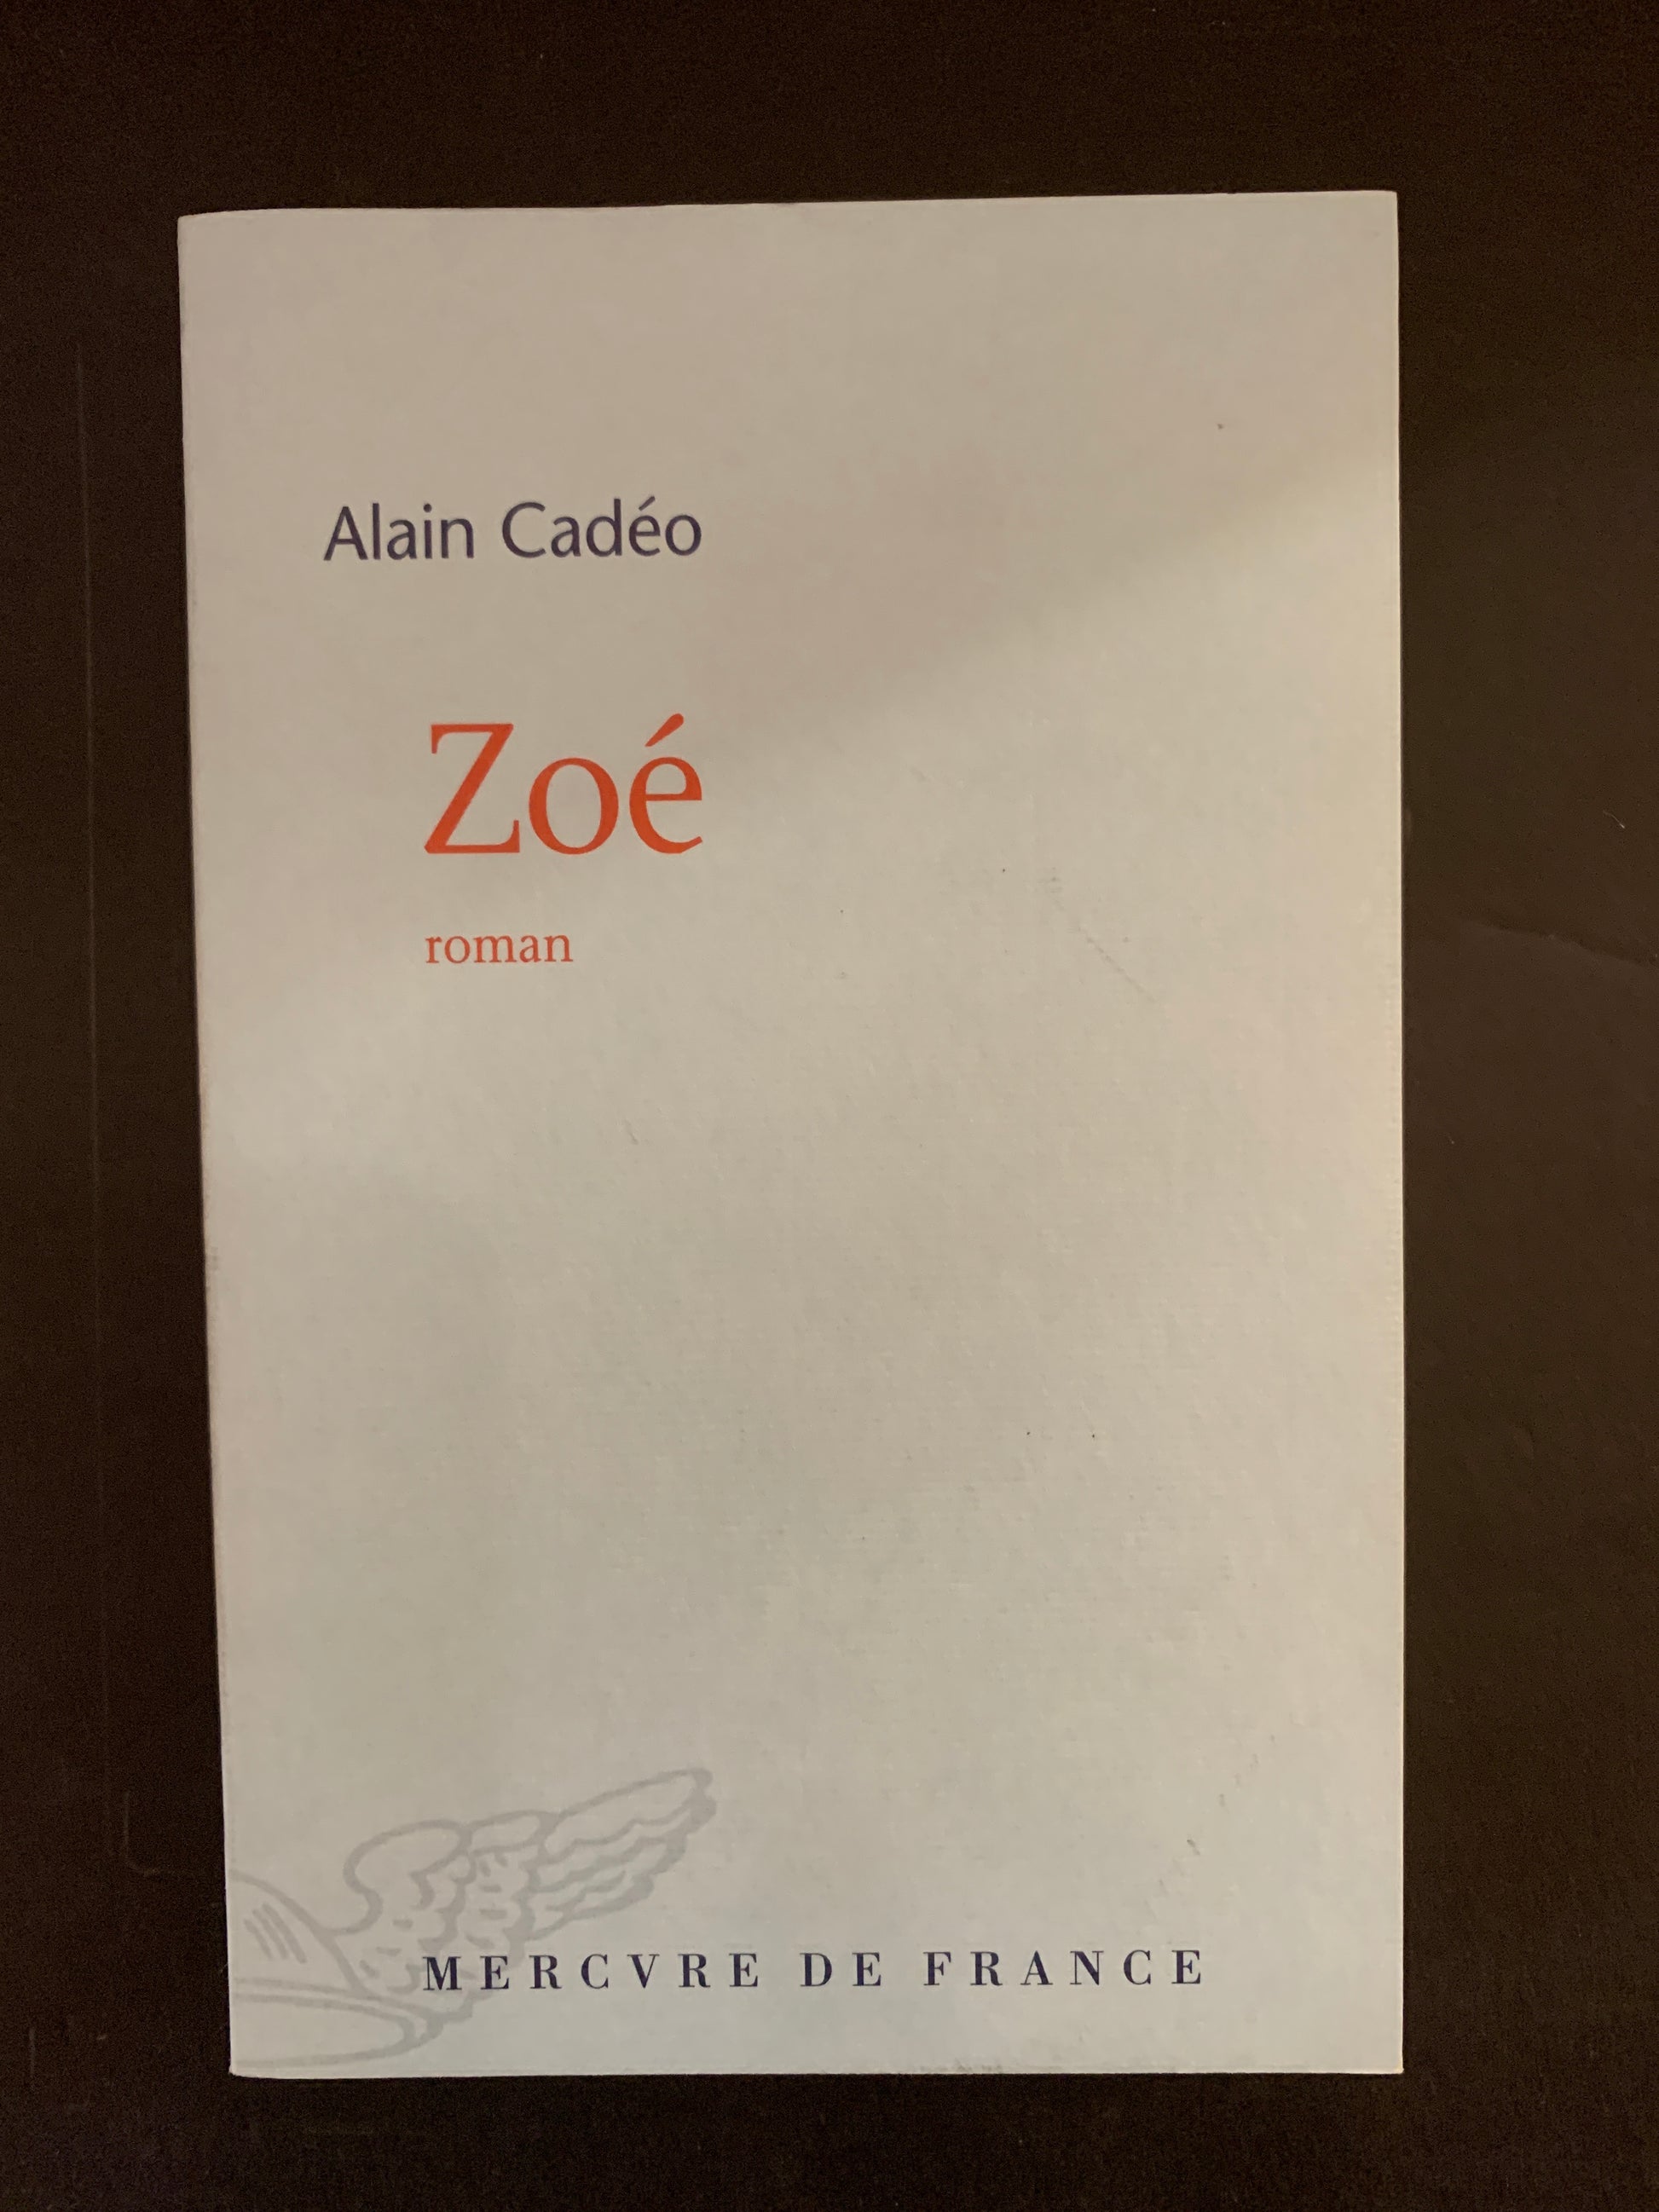 Alain Cadéo
Zoé
roman
MERCVRE DE FRANCE